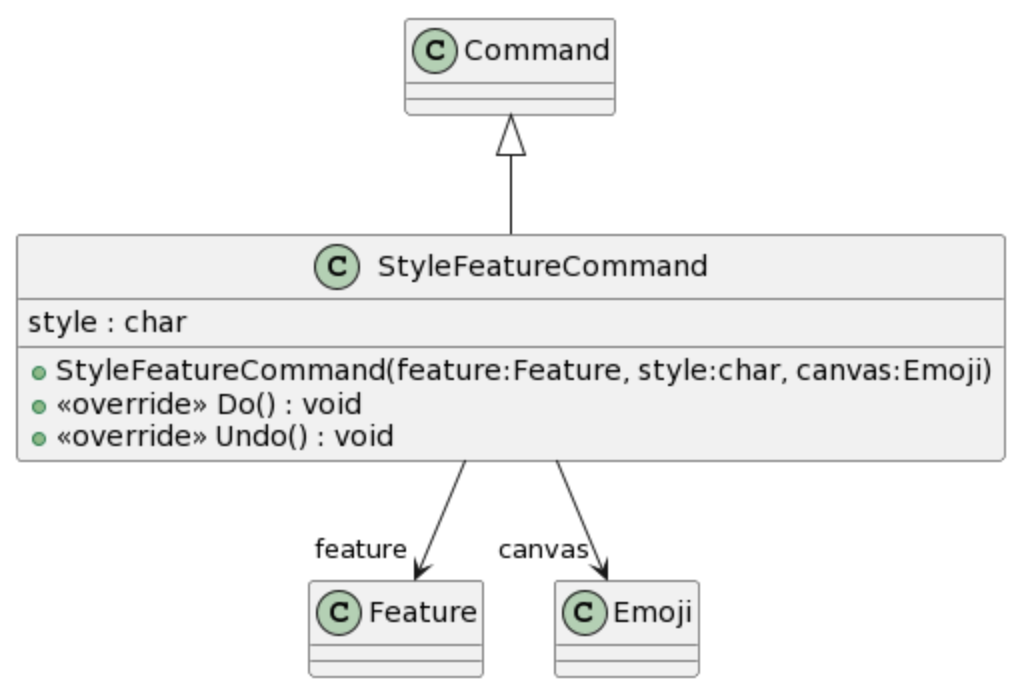 C Command
C StyleFeatureCommand
style : char
StyleFeatureCommand(feature:Feature, style:char, canvas:Emoji)
«override» Do() : void
«override» Undo() : void
feature canvas
C Feature C Emoji